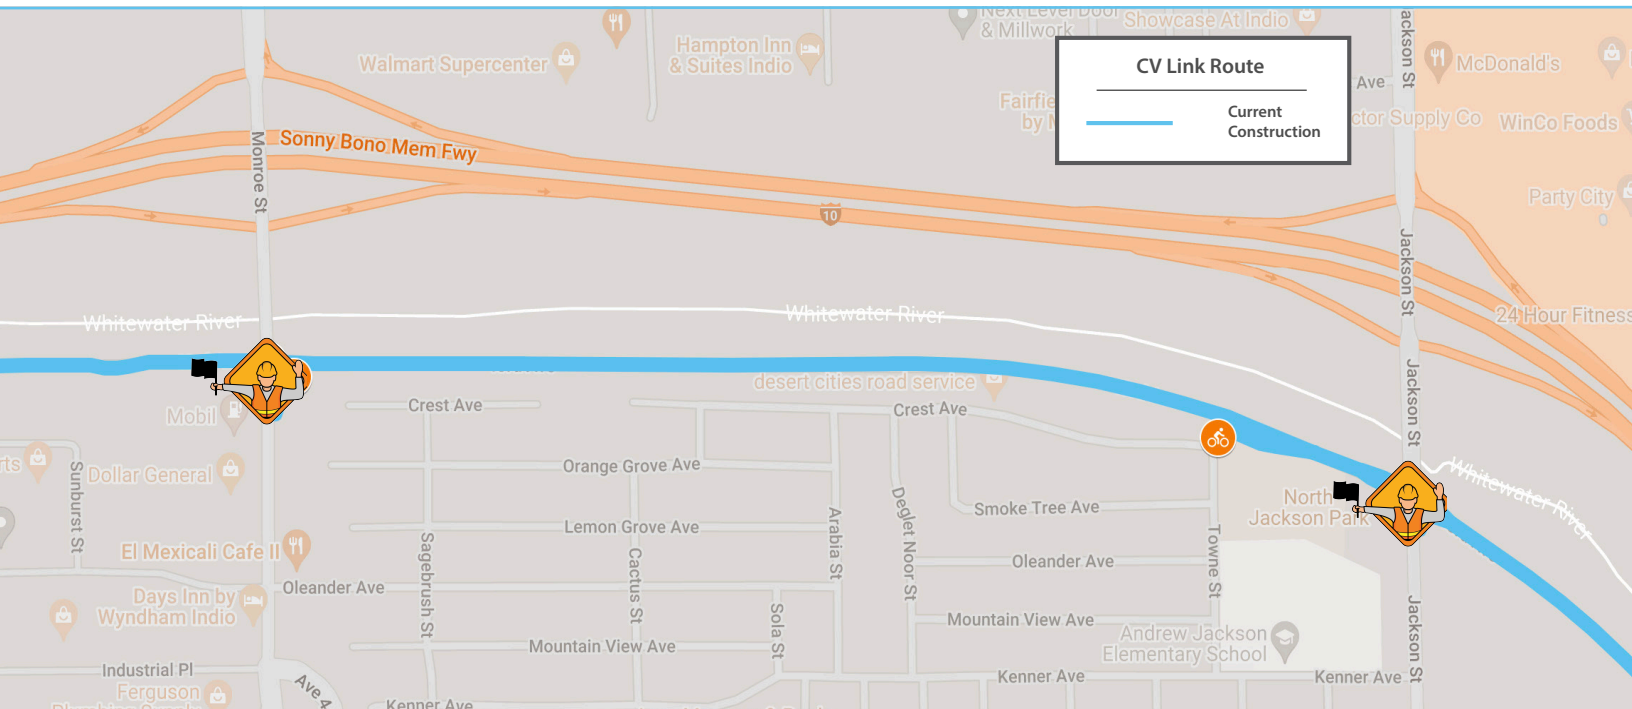 Next Level Door
& Millwork
Showcase At Indio
Walmart Supercenter
Hampton Inn
& Suites Indio
CV Link Route
Current
Construction
Jackson St
McDonald's
Ave
WinCo Foods
Party City
Sonny Bono Mem Fwy
Monroe St
10
Jackson St
24 Hour Fitness
Whitewater River
Whitewater River
Jackson St
desert cities road service
Crest Ave
Crest Ave
Mobil
Dollar General
Sunburst St
Orange Grove Ave
Whitewater River
North
Jackson Park
Deglet Noor St
Smoke Tree Ave
Lemon Grove Ave
El Mexicali Cafe II
Sagebrush St
Cactus St
Arabia St
Towne St
Oleander Ave
Oleander Ave
Days Inn by
Wyndham Indio
Sola St
Mountain View Ave
Mountain View Ave
Andrew Jackson
Elementary School
Jackson St
Industrial Pl
Kenner Ave
Kenner Ave
Ferguson
Plumbing Supply
Ave 4
Kenner Ave